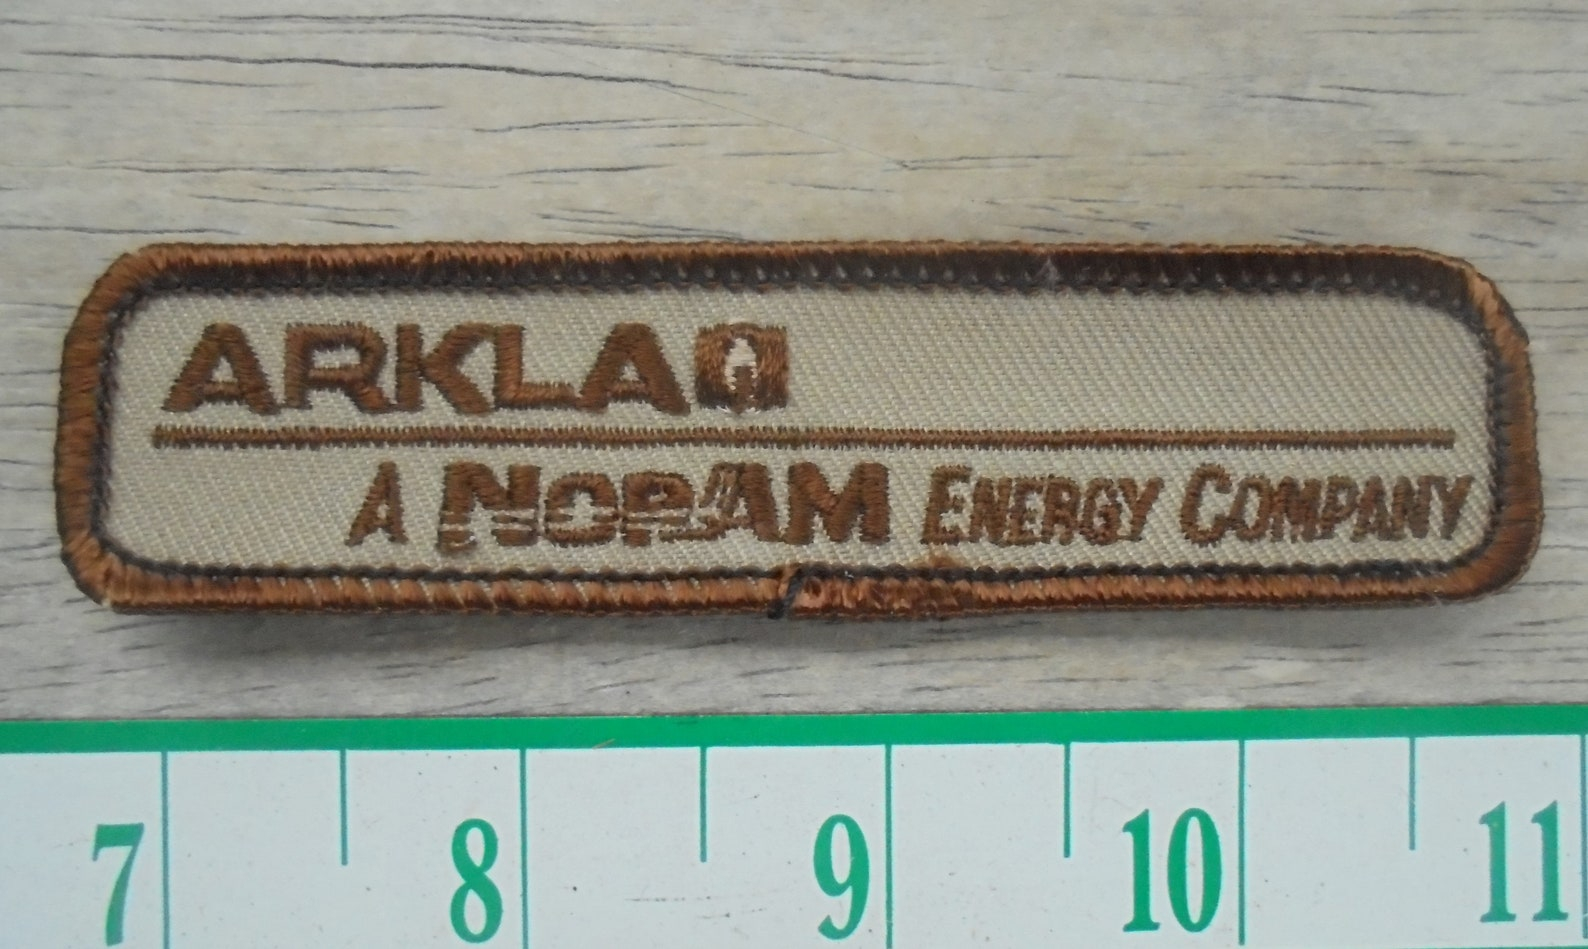 ARKLA
A NORAM ENERGY COMPANY
7 8 9 10 11